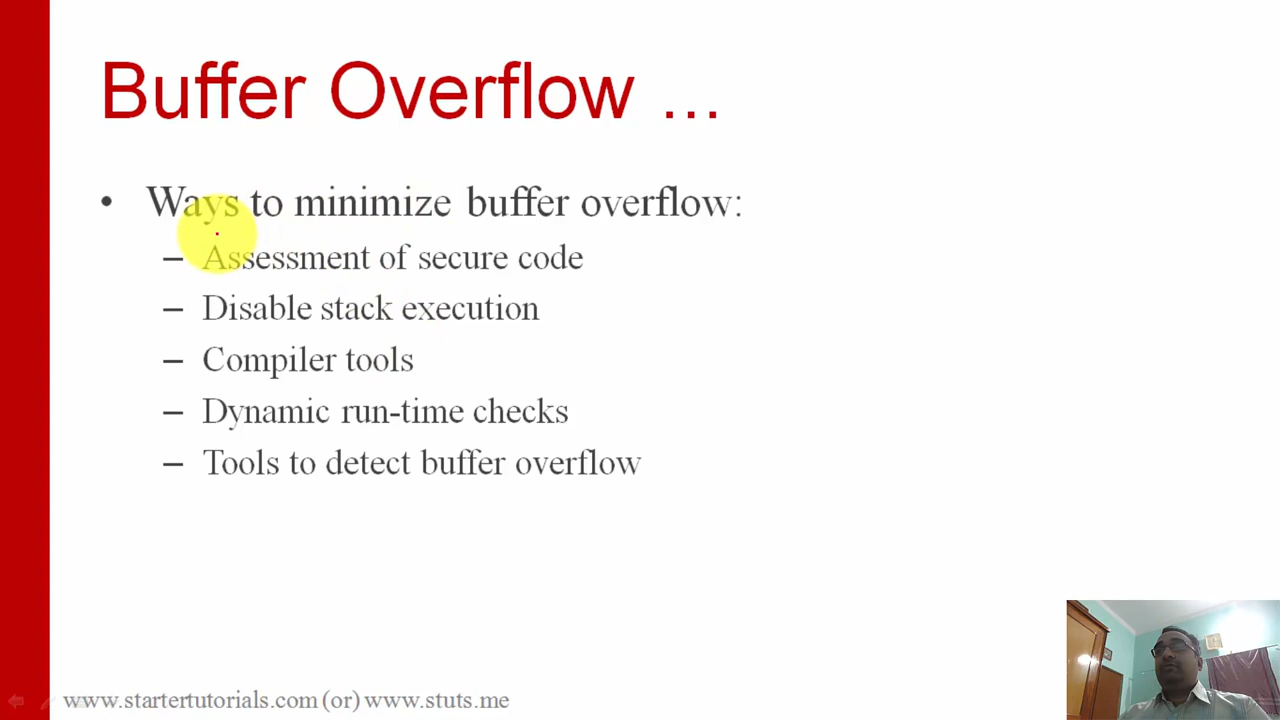 Buffer Overflow ...
• Ways to minimize buffer overflow:
– Assessment of secure code
– Disable stack execution
– Compiler tools
– Dynamic run-time checks
– Tools to detect buffer overflow
www.startertutorials.com (or) www.stuts.me